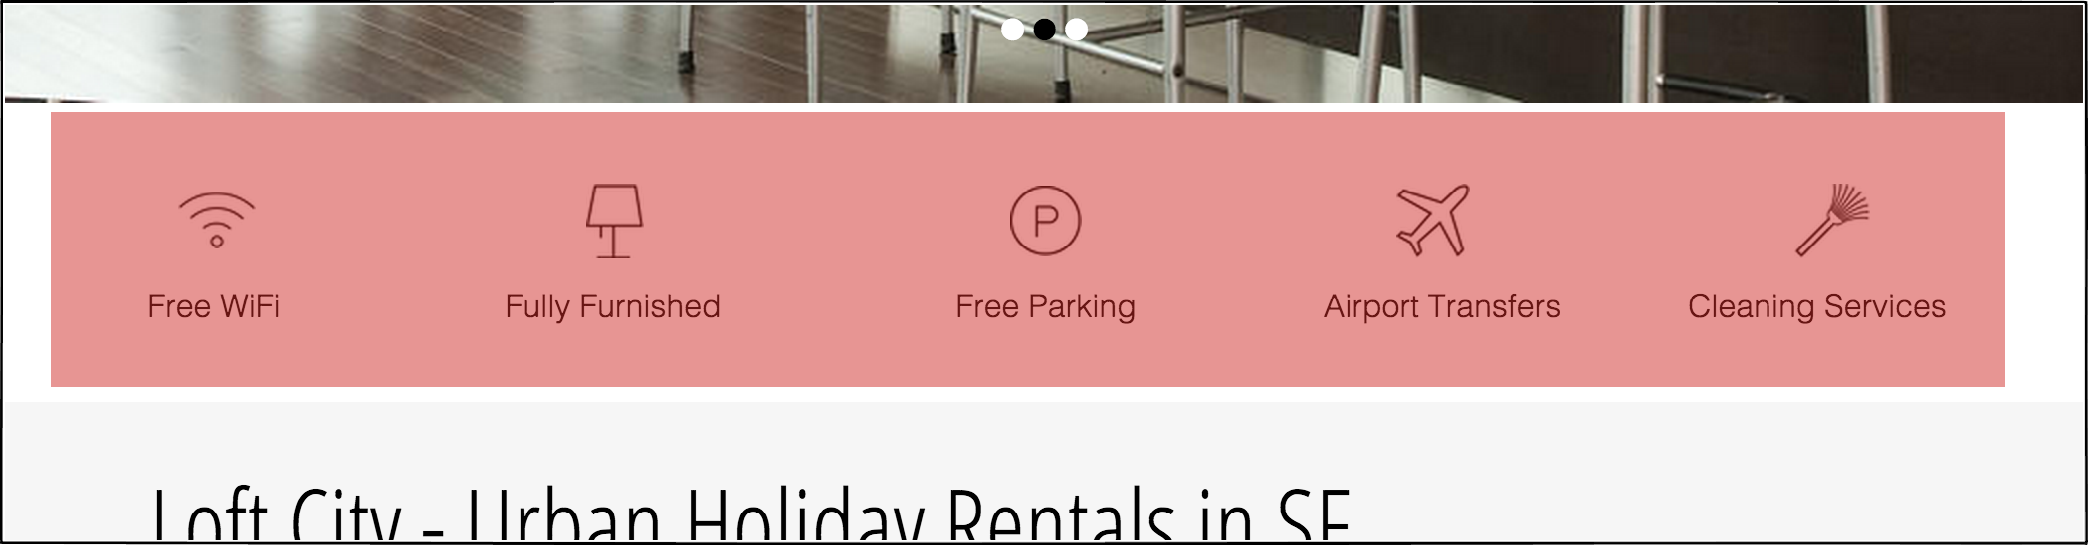 Free WiFi
Fully Furnished
Free Parking
Airport Transfers
Cleaning Services
Loft City - Urban Holiday Rentals in SF